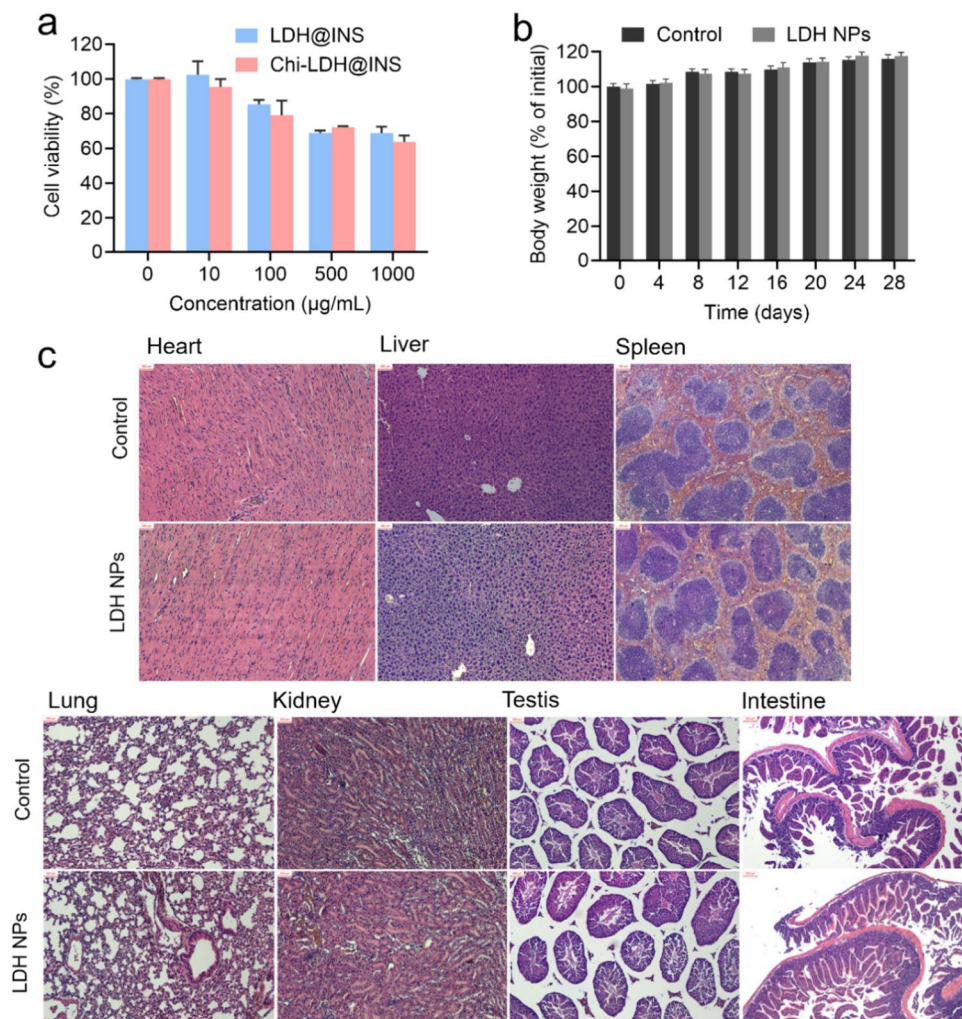 a
LDH@INS
Chi-LDH@INS
Cell viability (%)
120
100
80
60
40
20
0
0 10 100 500 1000
Concentration (µg/mL)
b
Control LDH NPs
Body weight (% of initial)
120
100
80
60
40
20
0
0 4 8 12 16 20 24 28
Time (days)
c
Heart Liver Spleen
Control
LDH NPs
Lung Kidney Testis Intestine
Control
LDH NPs